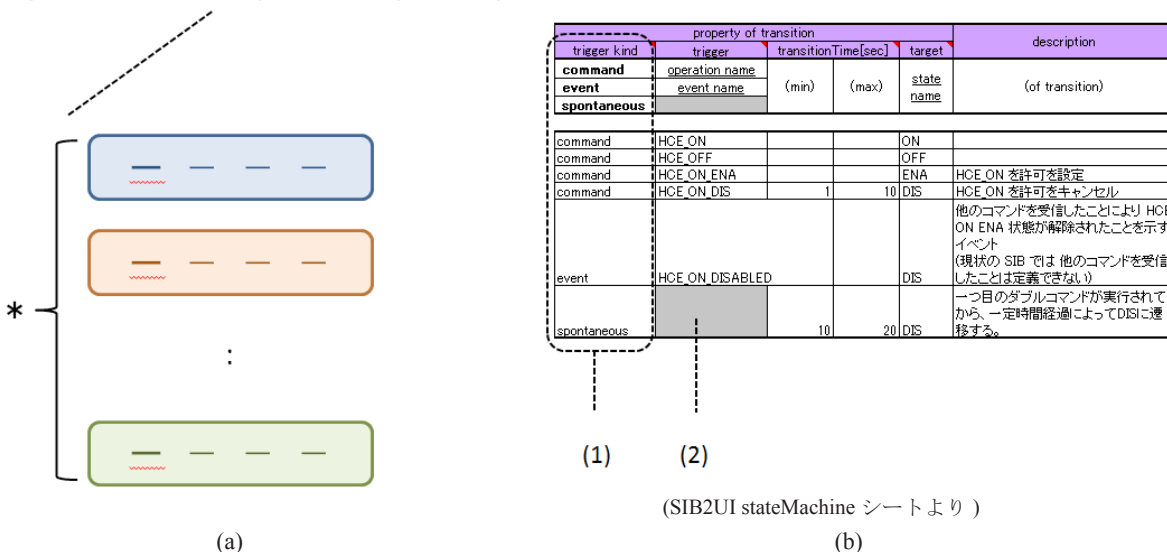 property of transition
description
trigger kind trigger transitionTime[sec] target
command operation name (min) (max) state name (of transition)
event event name
spontaneous
command HCE_ON ON
command HCE_OFF OFF
command HCE_ON_ENA ENA HCE_ON を許可を設定
command HCE_ON_DIS 1 10 DIS HCE_ON を許可をキャンセル
他のコマンドを受信したことにより HCE
ON ENA 状態が解除されたことを示す
イベント
(現状の SIB では 他のコマンドを受信
event HCE_ON_DISABLED DIS したことは定義できない)
一つ目のダブルコマンドが実行されて
から、一定時間経過によってDISに遷
spontaneous 10 20 DIS 移する。
*
:
(1) (2)
(SIB2UI stateMachine シートより )
(a) (b)